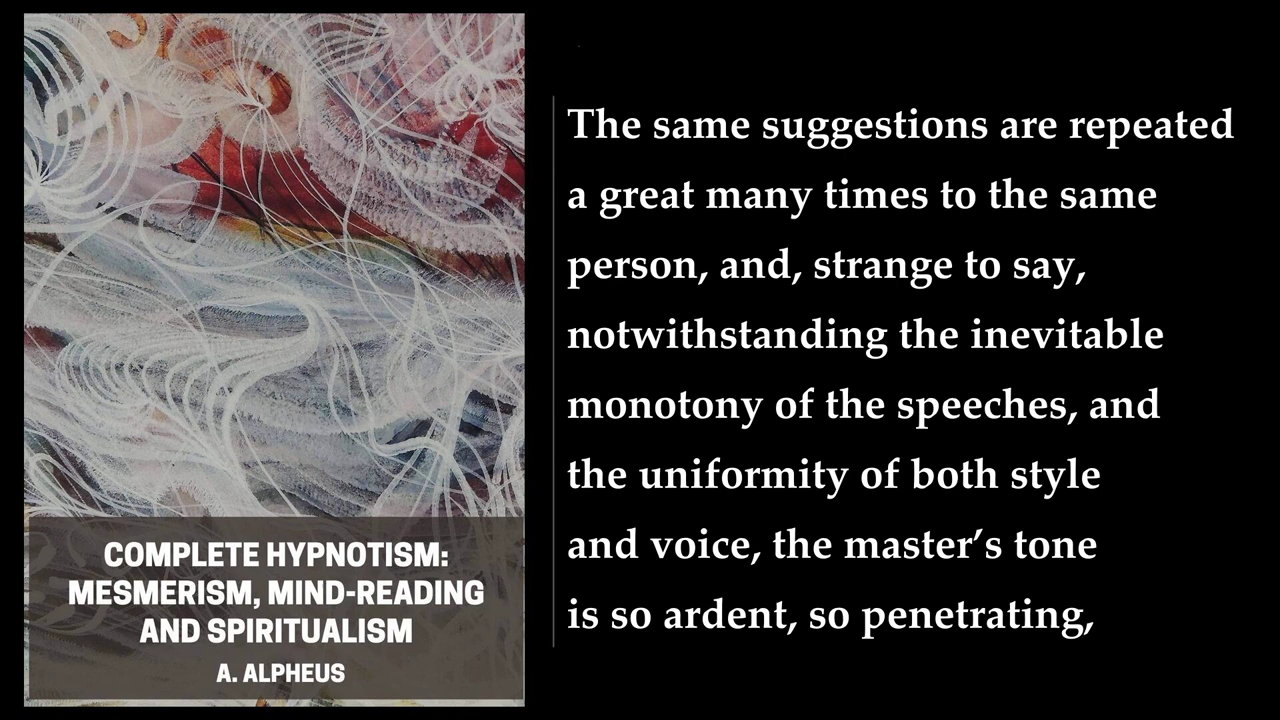 COMPLETE HYPNOTISM:
MESMERISM, MIND-READING
AND SPIRITUALISM
A. ALPHEUS
The same suggestions are repeated
a great many times to the same
person, and, strange to say,
notwithstanding the inevitable
monotony of the speeches, and
the uniformity of both style
and voice, the master’s tone
is so ardent, so penetrating,